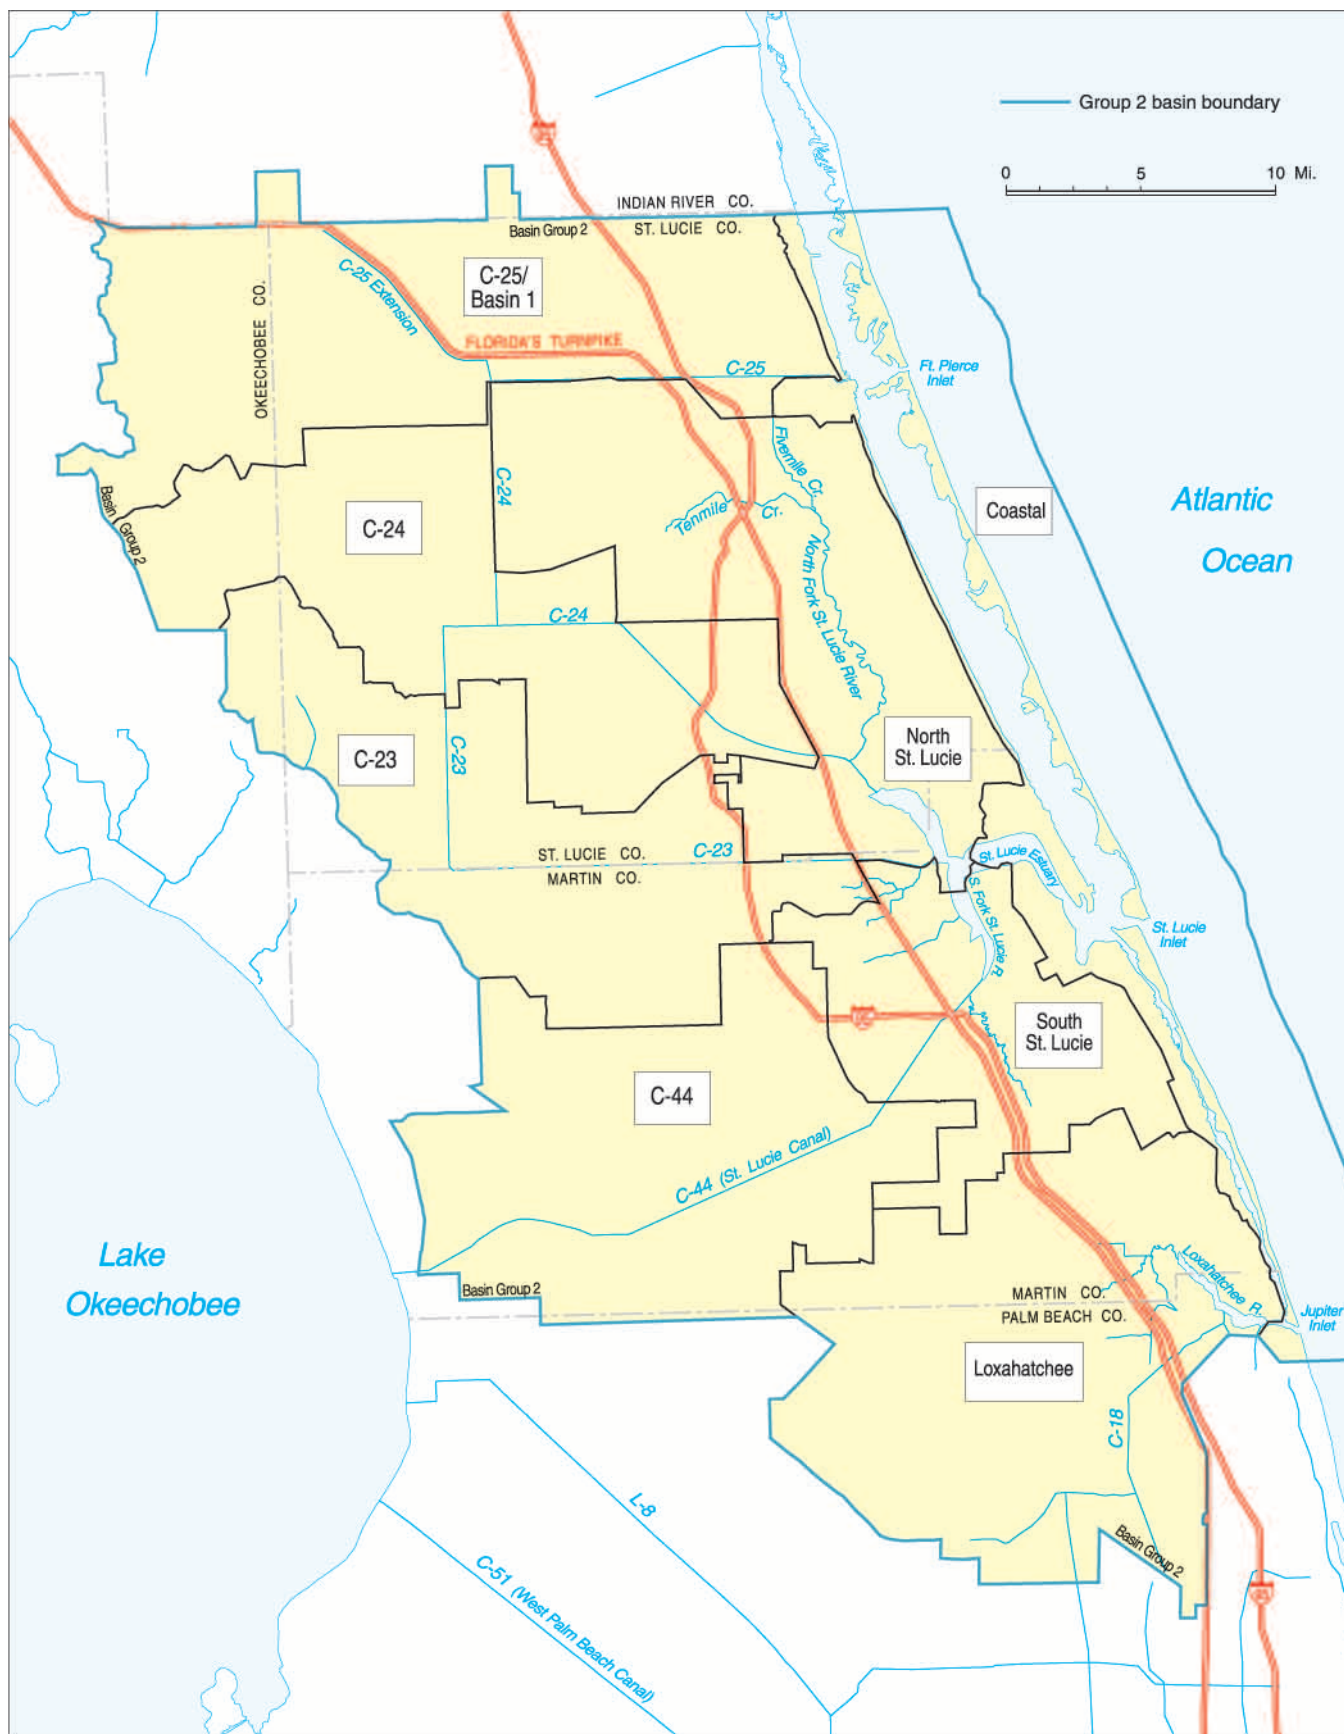 Group 2 basin boundary
0 5 10 Mi.
INDIAN RIVER CO.
Basin Group 2
ST. LUCIE CO.
C-25/
Basin 1
C-25 Extension
OKEECHOBEE CO.
FLORIDA'S TURNPIKE
C-25
Ft. Pierce
Inlet
Fivemile Cr.
C-24
Tenmile Cr.
Basin Group 2
C-24
Coastal
Atlantic
Ocean
North Fork St. Lucie River
C-24
C-23
C-23
North
St. Lucie
ST. LUCIE CO.
C-23
MARTIN CO.
St. Lucie Estuary
S. Fork St. Lucie R.
St. Lucie
Inlet
South
St. Lucie
C-44
C-44 (St. Lucie Canal)
Lake
Okeechobee
Basin Group 2
Loxahatchee R.
MARTIN CO.
PALM BEACH CO.
Jupiter
Inlet
Loxahatchee
C-18
L-8
Basin Group 2
C-51 (West Palm Beach Canal)
95